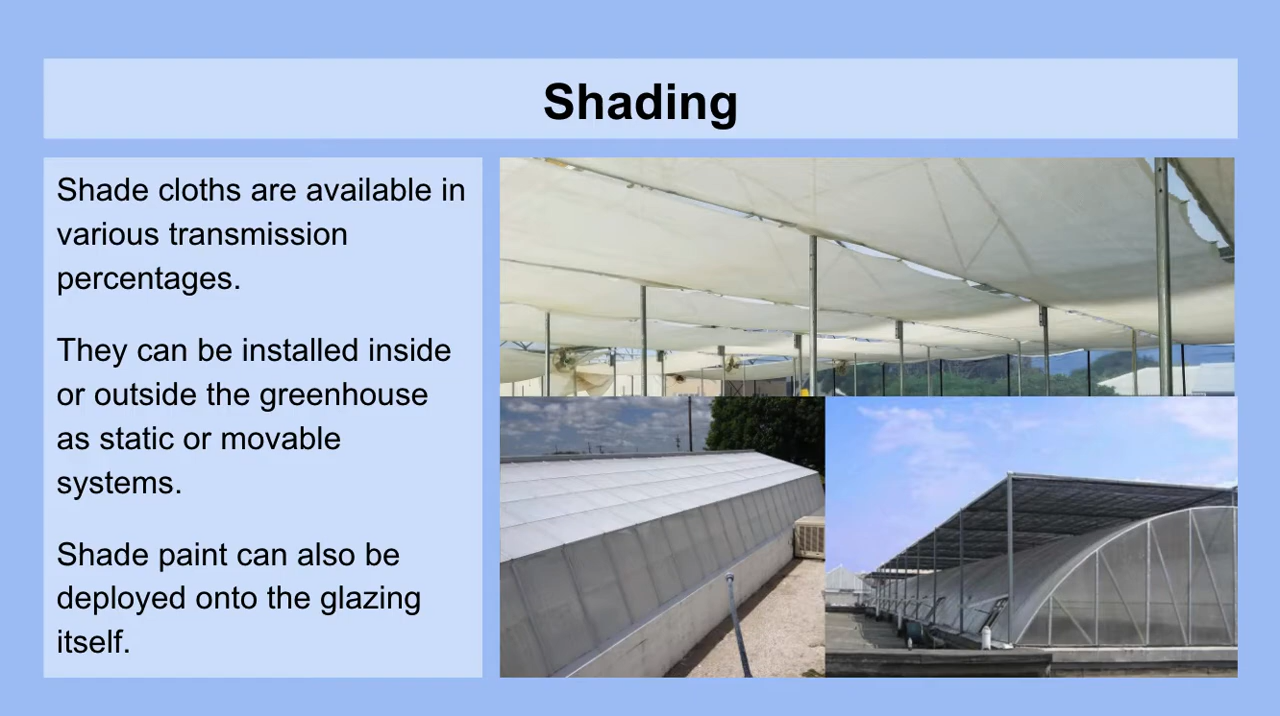 Shading
Shade cloths are available in
various transmission
percentages.
They can be installed inside
or outside the greenhouse
as static or movable
systems.
Shade paint can also be
deployed onto the glazing
itself.